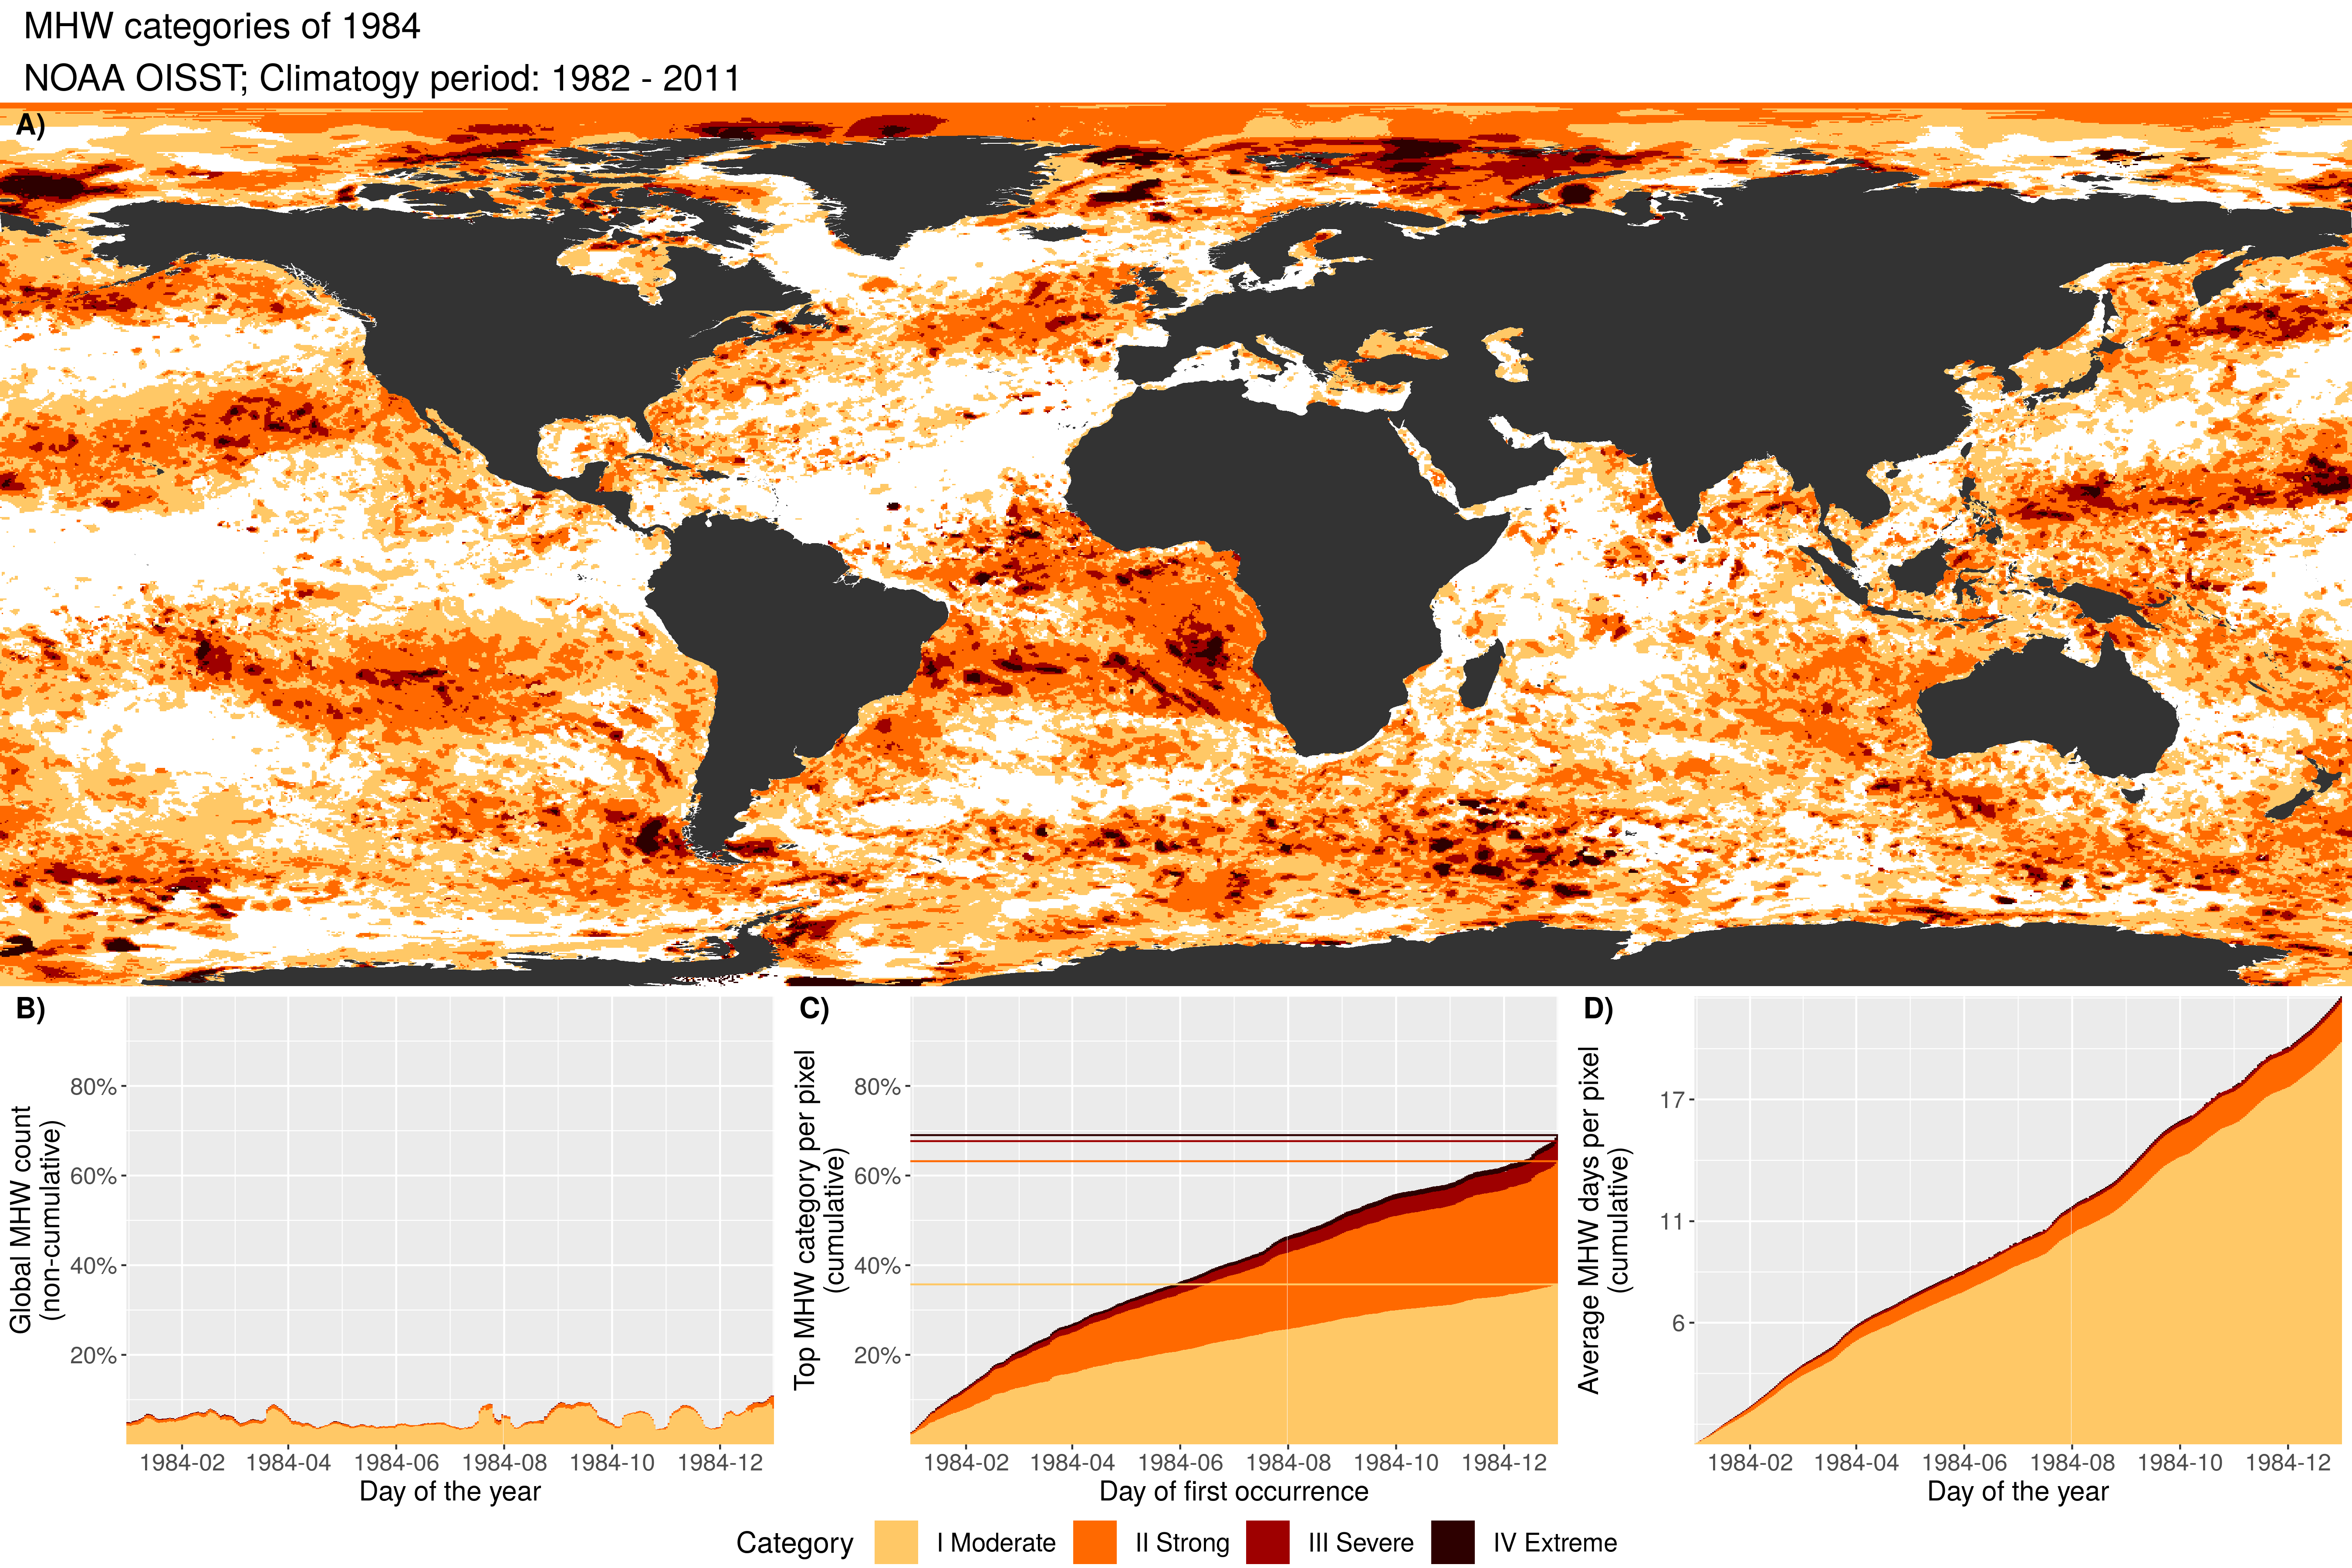 MHW categories of 1984
NOAA OISST; Climatogy period: 1982 - 2011
A)
B)
Global MHW count
(non-cumulative)
80%
60%
40%
20%
1984-02 1984-04 1984-06 1984-08 1984-10 1984-12
Day of the year
C)
Top MHW category per pixel
(cumulative)
80%
60%
40%
20%
1984-02 1984-04 1984-06 1984-08 1984-10 1984-12
Day of first occurrence
D)
Average MHW days per pixel
(cumulative)
17
11
6
1984-02 1984-04 1984-06 1984-08 1984-10 1984-12
Day of the year
Category I Moderate II Strong III Severe IV Extreme